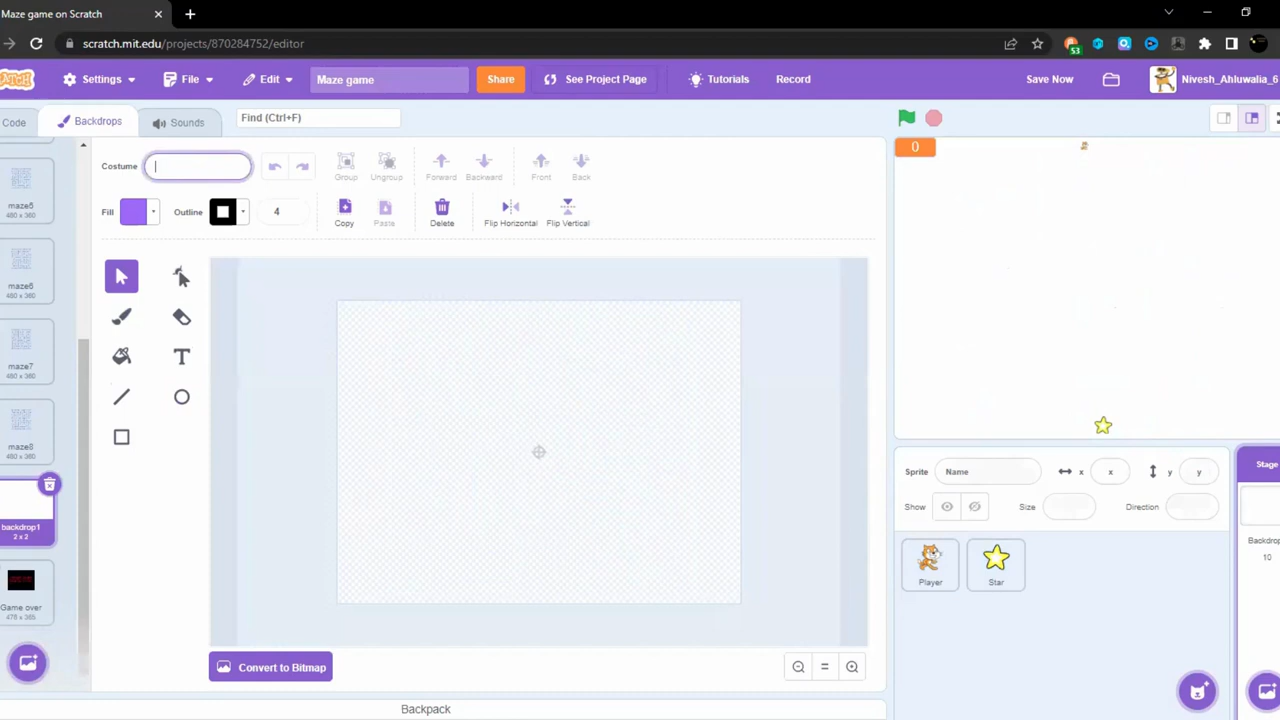 Maze game on Scratch
scratch.mit.edu/projects/870284752/editor
53
Settings File Edit Maze game Share See Project Page Tutorials Record Save Now Nivesh_Ahluwalia_6
Code Backdrops Sounds Find (Ctrl+F)
Costume Group Ungroup Forward Backward Front Back
Fill Outline 4 Copy Paste Delete Flip Horizontal Flip Vertical
480 x 360
maze6
480 x 360
maze7
480 x 360
maze8
480 x 360
backdrop1
2 x 2
Game over
Convert to Bitmap
Backpack
0
Sprite Name x x y y
Show Size Direction
Player
Star
Stage
Backdrop
10